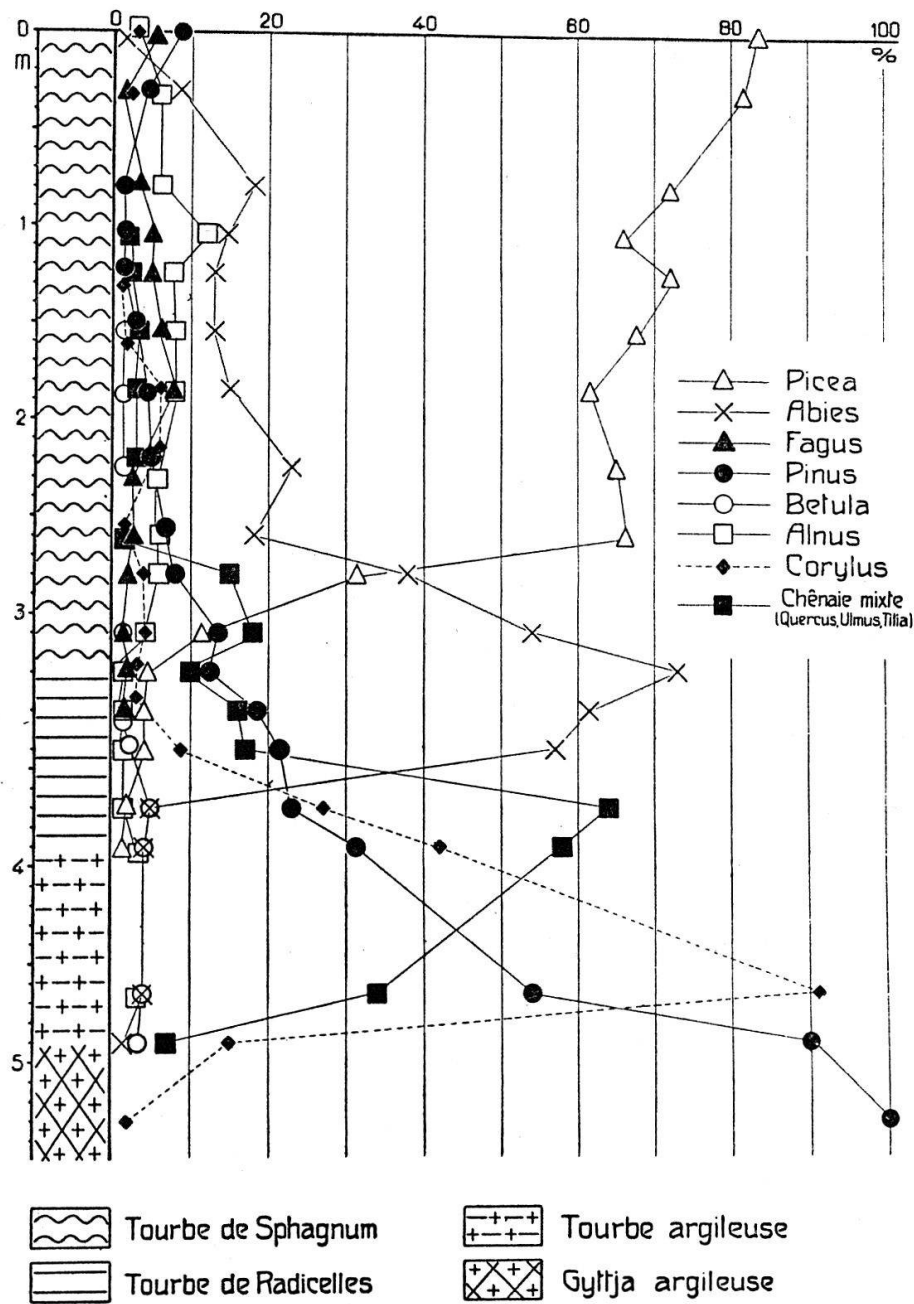 0 20 40 60 80 100
%
0
m
1
2
3
4
5
Picea
Abies
Fagus
Pinus
Betula
Alnus
Corylus
Chênaie mixte
(Quercus,Ulmus,Tilia)
Tourbe de Sphagnum
Tourbe argileuse
Tourbe de Radicelles
Gyttja argileuse